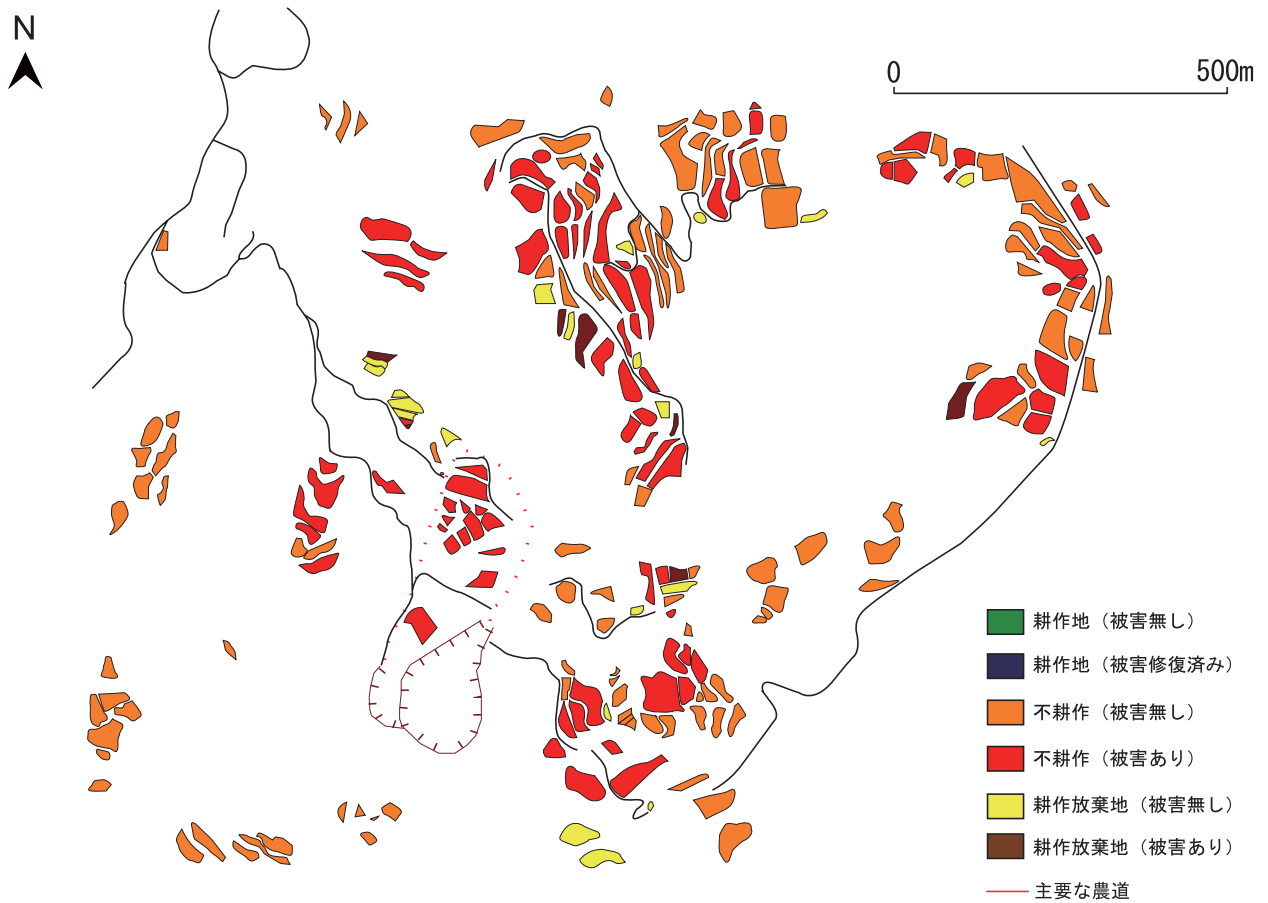 N
0 500m
耕作地（被害無し）
耕作地（被害修復済み）
不耕作（被害無し）
不耕作（被害あり）
耕作放棄地（被害無し）
耕作放棄地（被害あり）
主要な農道